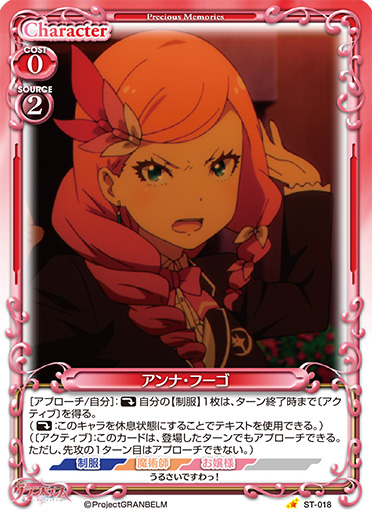 Precious Memories
Character
COST
0
SOURCE
2
アンナ・フーゴ
[アプローチ/自分]: 自分の【制服】1枚は、ターン終了時まで〔アク
ティブ〕を得る。
(:このキャラを休息状態にすることでテキストを使用できる。)
(〔アクティブ〕:このカードは、登場したターンでもアプローチできる。
ただし、先攻の1ターン目はアプローチできない。)
制服 魔術師 お嬢様
うるさいですわっ!
グランベルム
©ProjectGRANBELM
ST-018